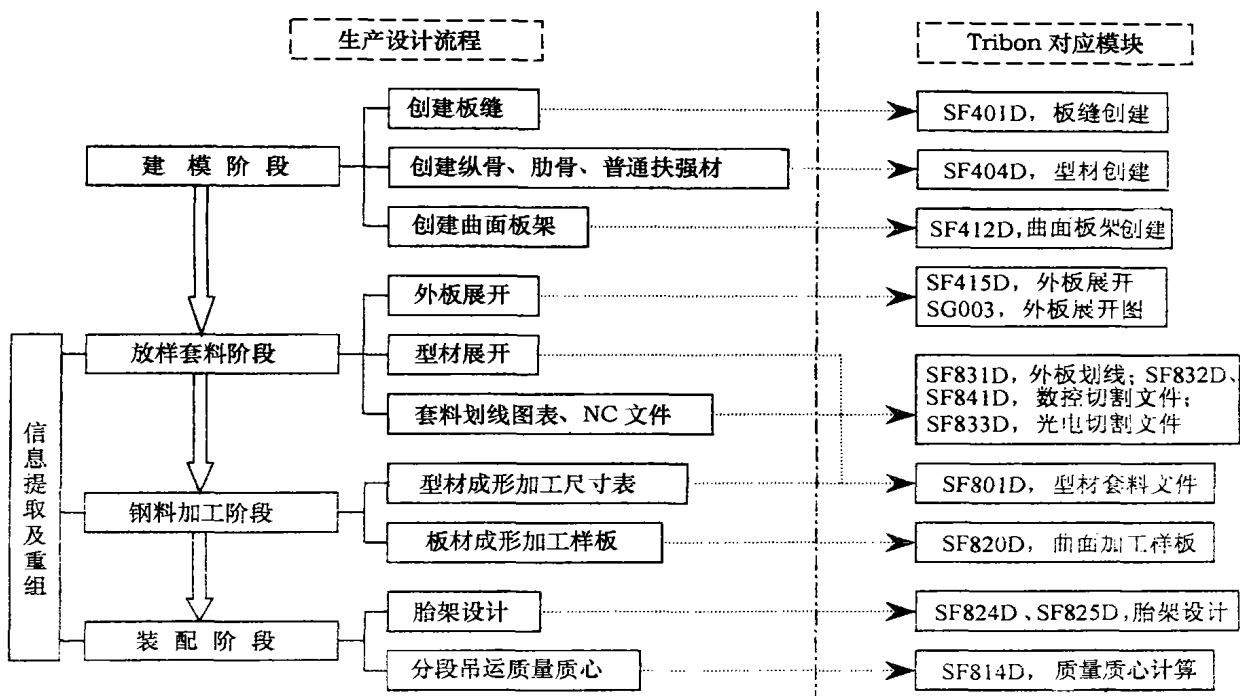 生产设计流程
Tribon 对应模块
创建板缝
SF401D，板缝创建
建模阶段
创建纵骨、肋骨、普通扶强材
SF404D，型材创建
创建曲面板架
SF412D,曲面板架创建
外板展开
SF415D，外板展开
SG003，外板展开图
放样套料阶段
型材展开
套料划线图表、NC 文件
SF831D，外板划线；SF832D、
SF841D，数控切割文件；
SF833D，光电切割文件
信息提取及重组
钢料加工阶段
型材成形加工尺寸表
SF801D，型材套料文件
板材成形加工样板
SF820D，曲面加工样板
装配阶段
胎架设计
SF824D、SF825D,胎架设计
分段吊运质量质心
SF814D，质量质心计算